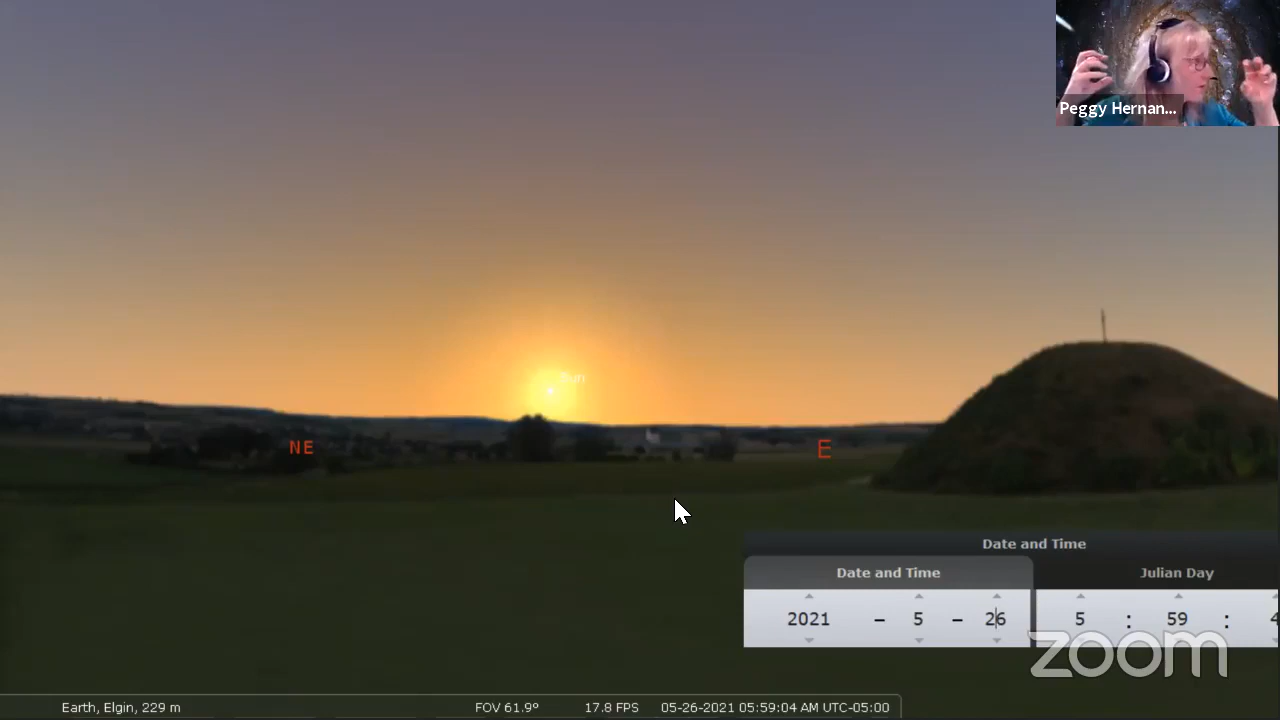 Peggy Hernan...
Sun
NE
E
Date and Time
Date and Time
Julian Day
2021 - 5 - 26
5 : 59 : 4
zoom
Earth, Elgin, 229 m
FOV 61.9°
17.8 FPS
05-26-2021 05:59:04 AM UTC-05:00